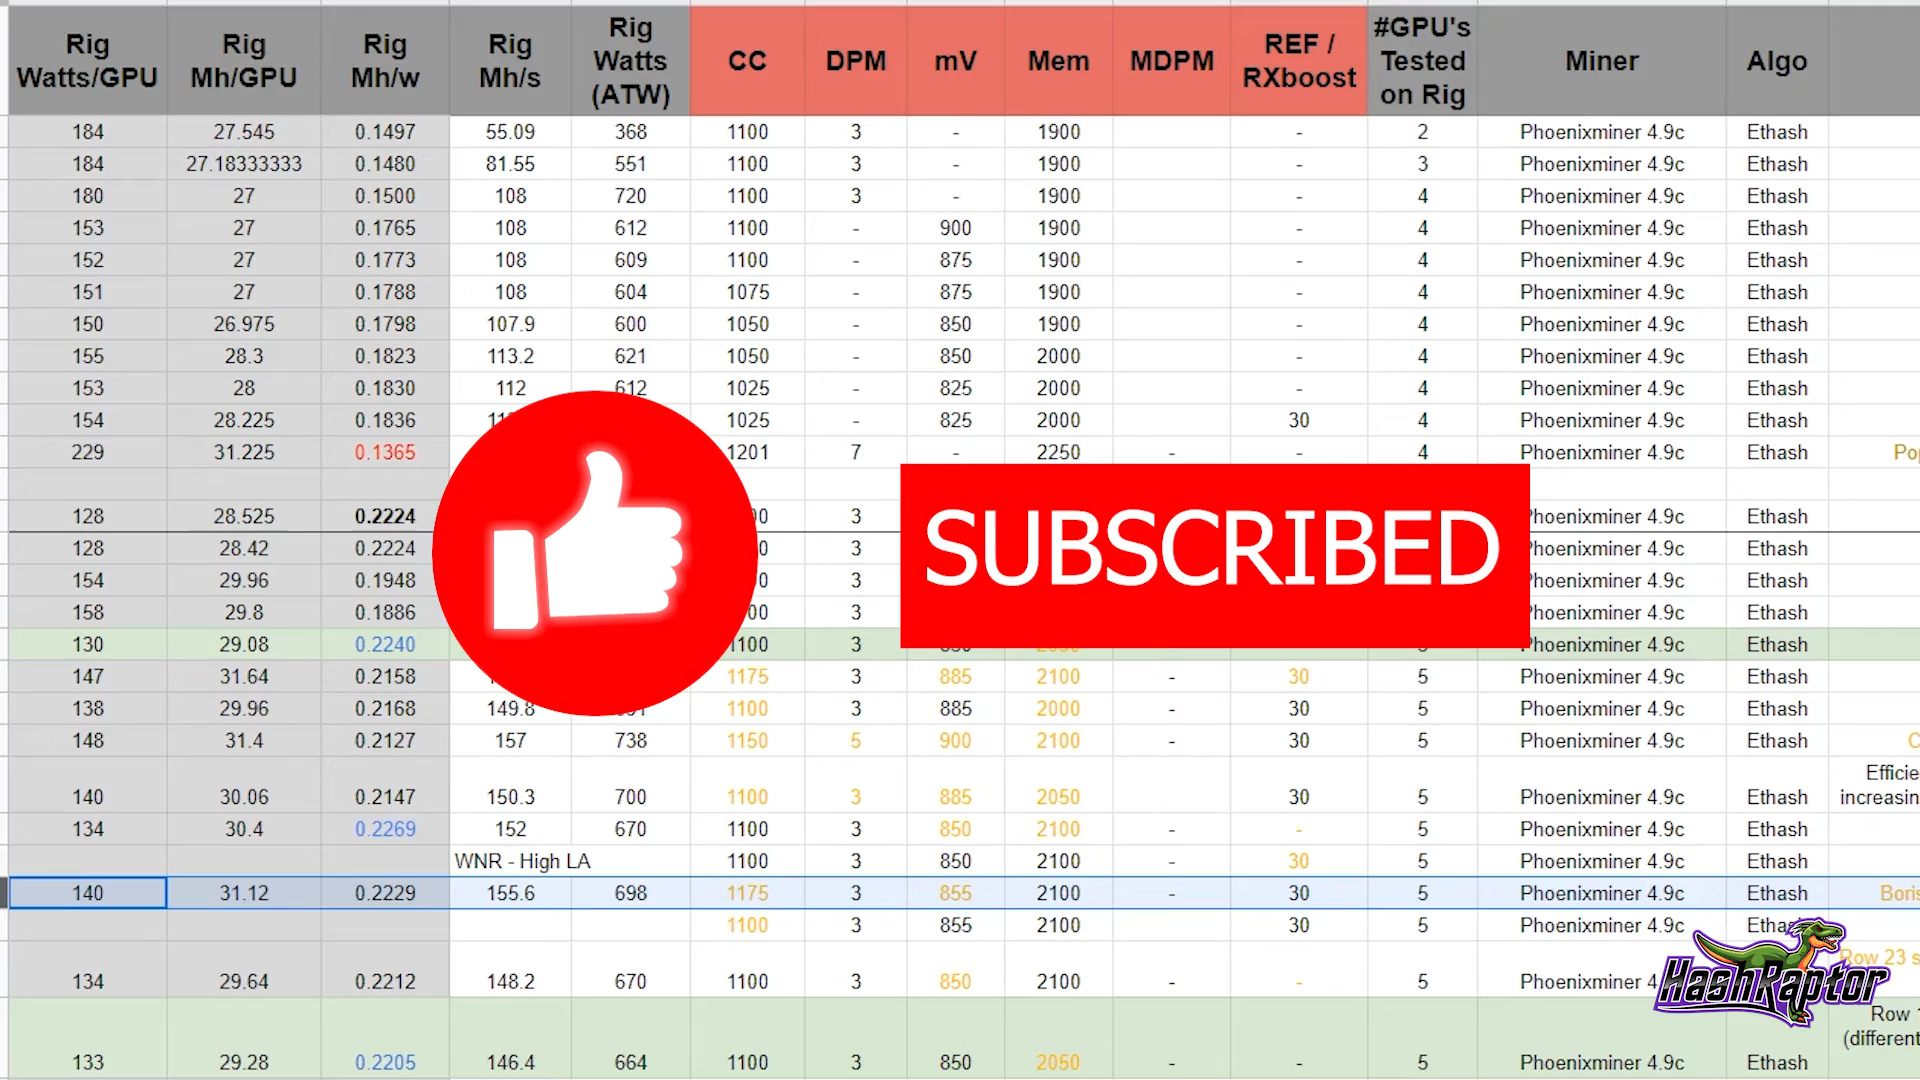 Rig Watts/GPU Rig Mh/GPU Rig Mh/w Rig Mh/s Rig Watts (ATW) CC DPM mV Mem MDPM REF / RXboost #GPU's Tested on Rig Miner Algo
184 27.545 0.1497 55.09 368 1100 3 - 1900 - 2 Phoenixminer 4.9c Ethash
184 27.18333333 0.1480 81.55 551 1100 3 - 1900 - 3 Phoenixminer 4.9c Ethash
180 27 0.1500 108 720 1100 3 - 1900 - 4 Phoenixminer 4.9c Ethash
153 27 0.1765 108 612 1100 - 900 1900 - 4 Phoenixminer 4.9c Ethash
152 27 0.1773 108 609 1100 - 875 1900 - 4 Phoenixminer 4.9c Ethash
151 27 0.1788 108 604 1075 - 875 1900 - 4 Phoenixminer 4.9c Ethash
150 26.975 0.1798 107.9 600 1050 - 850 1900 - 4 Phoenixminer 4.9c Ethash
155 28.3 0.1823 113.2 621 1050 - 850 2000 - 4 Phoenixminer 4.9c Ethash
153 28 0.1830 112 612 1025 - 825 2000 - 4 Phoenixminer 4.9c Ethash
154 28.225 0.1836 1025 - 825 2000 30 4 Phoenixminer 4.9c Ethash
229 31.225 0.1365 1201 7 - 2250 - - 4 Phoenixminer 4.9c Ethash
128 28.525 0.2224 3 Phoenixminer 4.9c Ethash
128 28.42 0.2224 3 Phoenixminer 4.9c Ethash
154 29.96 0.1948 3 Phoenixminer 4.9c Ethash
158 29.8 0.1886 3 Phoenixminer 4.9c Ethash
SUBSCRIBED
130 29.08 0.2240 1100 3 Phoenixminer 4.9c Ethash
147 31.64 0.2158 1175 3 885 2100 - 30 5 Phoenixminer 4.9c Ethash
138 29.96 0.2168 149.8 1100 3 885 2000 - 30 5 Phoenixminer 4.9c Ethash
148 31.4 0.2127 157 738 1150 5 900 2100 - 30 5 Phoenixminer 4.9c Ethash
140 30.06 0.2147 150.3 700 1100 3 885 2050 30 5 Phoenixminer 4.9c Ethash
134 30.4 0.2269 152 670 1100 3 850 2100 - - 5 Phoenixminer 4.9c Ethash
WNR - High LA 1100 3 850 2100 - 30 5 Phoenixminer 4.9c Ethash
140 31.12 0.2229 155.6 698 1175 3 855 2100 - 30 5 Phoenixminer 4.9c Ethash
1100 3 855 2100 30 5 Phoenixminer 4.9c
Row 23
134 29.64 0.2212 148.2 670 1100 3 850 2100 - - 5 Phoenixminer
HashRaptor
Row
133 29.28 0.2205 146.4 664 1100 3 850 2050 - - 5 Phoenixminer 4.9c Ethash